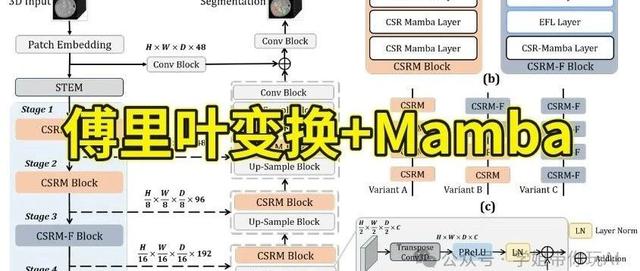 3D Input
Segmentation
Patch Embedding
H×W×D×48
Conv Block
Conv Block
STEM
Stage 1
Conv Block
傅里叶变换+Mamba
Stage 2
Up-Sample Block
CSRM Block
H/8×W/8×D/8×96
CSRM Block
Up-Sample Block
Stage 3
CSRM-F Block
H/16×W/16×D/16×192
CSRM Block
CSR Mamba Layer
CSR Mamba Layer
CSRM Block
EFL Layer
CSR-Mamba Layer
CSRM-F Block
(b)
CSRM
CSRM-F
CSRM-F
Variant A
Variant B
Variant C
(c)
H/2×W/2×D/2×C
H×W×D×C
Transpose
Conv3D
PReLU
LN
LN
Layer Norm
Addition